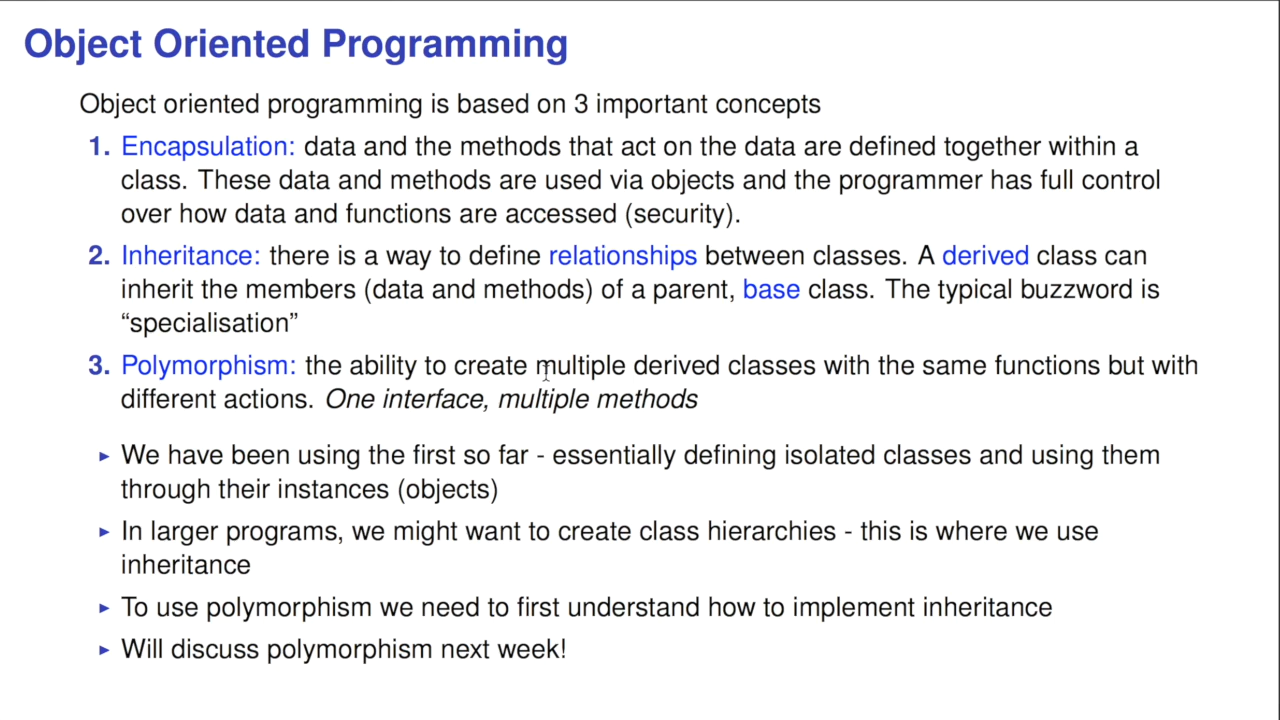 Object Oriented Programming
Object oriented programming is based on 3 important concepts
1. Encapsulation: data and the methods that act on the data are defined together within a
class. These data and methods are used via objects and the programmer has full control
over how data and functions are accessed (security).
2. Inheritance: there is a way to define relationships between classes. A derived class can
inherit the members (data and methods) of a parent, base class. The typical buzzword is
“specialisation”
3. Polymorphism: the ability to create multiple derived classes with the same functions but with
different actions. One interface, multiple methods
▸ We have been using the first so far - essentially defining isolated classes and using them
through their instances (objects)
▸ In larger programs, we might want to create class hierarchies - this is where we use
inheritance
▸ To use polymorphism we need to first understand how to implement inheritance
▸ Will discuss polymorphism next week!